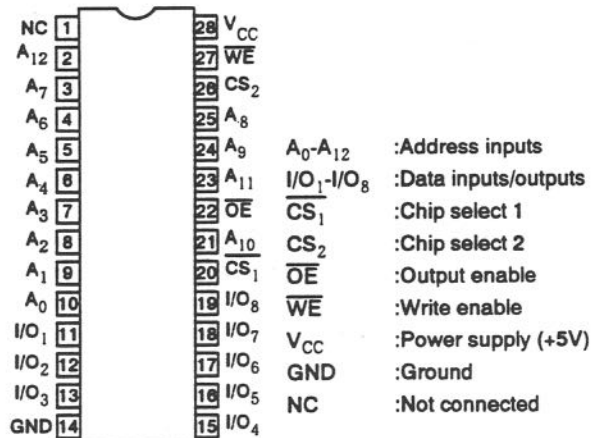 NC 1 28 VCC
A12 2 27 WE
A7 3 26 CS2
A6 4 25 A8
A5 5 24 A9
A4 6 23 A11
A3 7 22 OE
A2 8 21 A10
A1 9 20 CS1
A0 10 19 I/O8
I/O1 11 18 I/O7
I/O2 12 17 I/O6
I/O3 13 16 I/O5
GND 14 15 I/O4
A0-A12 :Address inputs
I/O1-I/O8 :Data inputs/outputs
CS1 :Chip select 1
CS2 :Chip select 2
OE :Output enable
WE :Write enable
VCC :Power supply (+5V)
GND :Ground
NC :Not connected